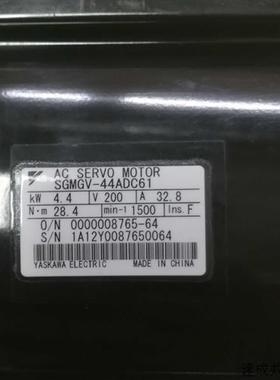 AC SERVO MOTOR
SGMGV-44ADC61
kW 4.4 V 200 A 32.8
N·m 28.4 min-1 1500 Ins. F
O/N 0000008765-64
S/N 1A12Y0087650064
YASKAWA ELECTRIC MADE IN CHINA